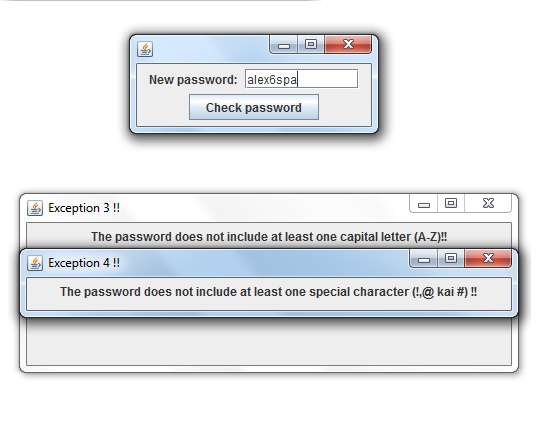 New password: alex6spa
Check password
Exception 3 !!
The password does not include at least one capital letter (A-Z)!!
Exception 4 !!
The password does not include at least one special character (!,@ kai #) !!